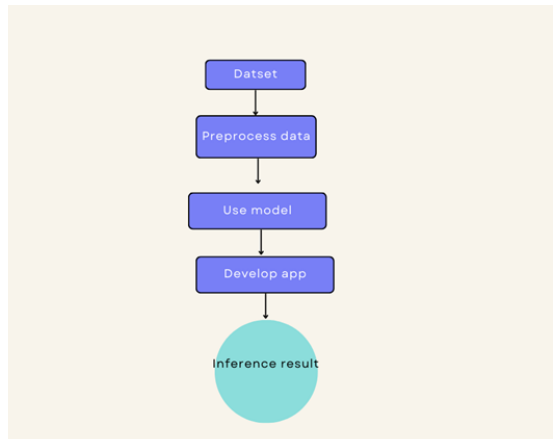 Datset
Preprocess data
Use model
Develop app
Inference result